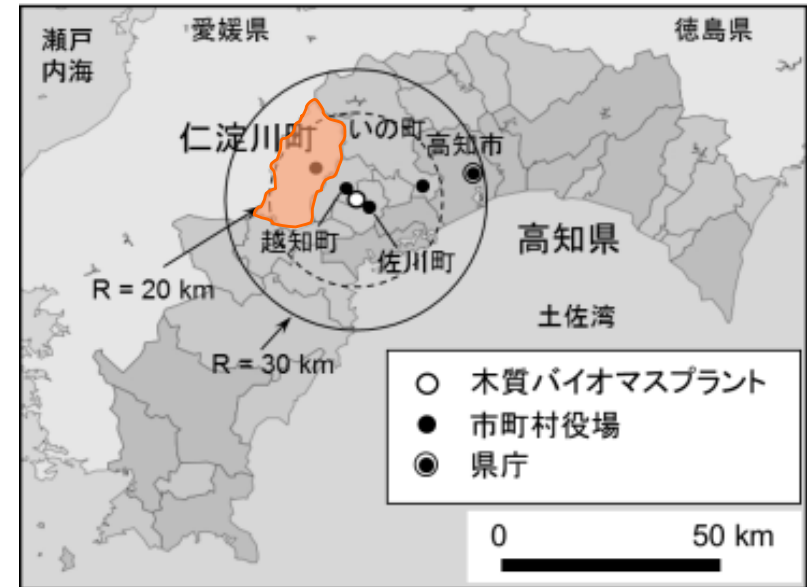 愛媛県
徳島県
瀬戸
内海
仁淀川町
いの町
高知市
越知町
佐川町
高知県
R = 20 km
土佐湾
R = 30 km
木質バイオマスプラント
市町村役場
県庁
0
50 km